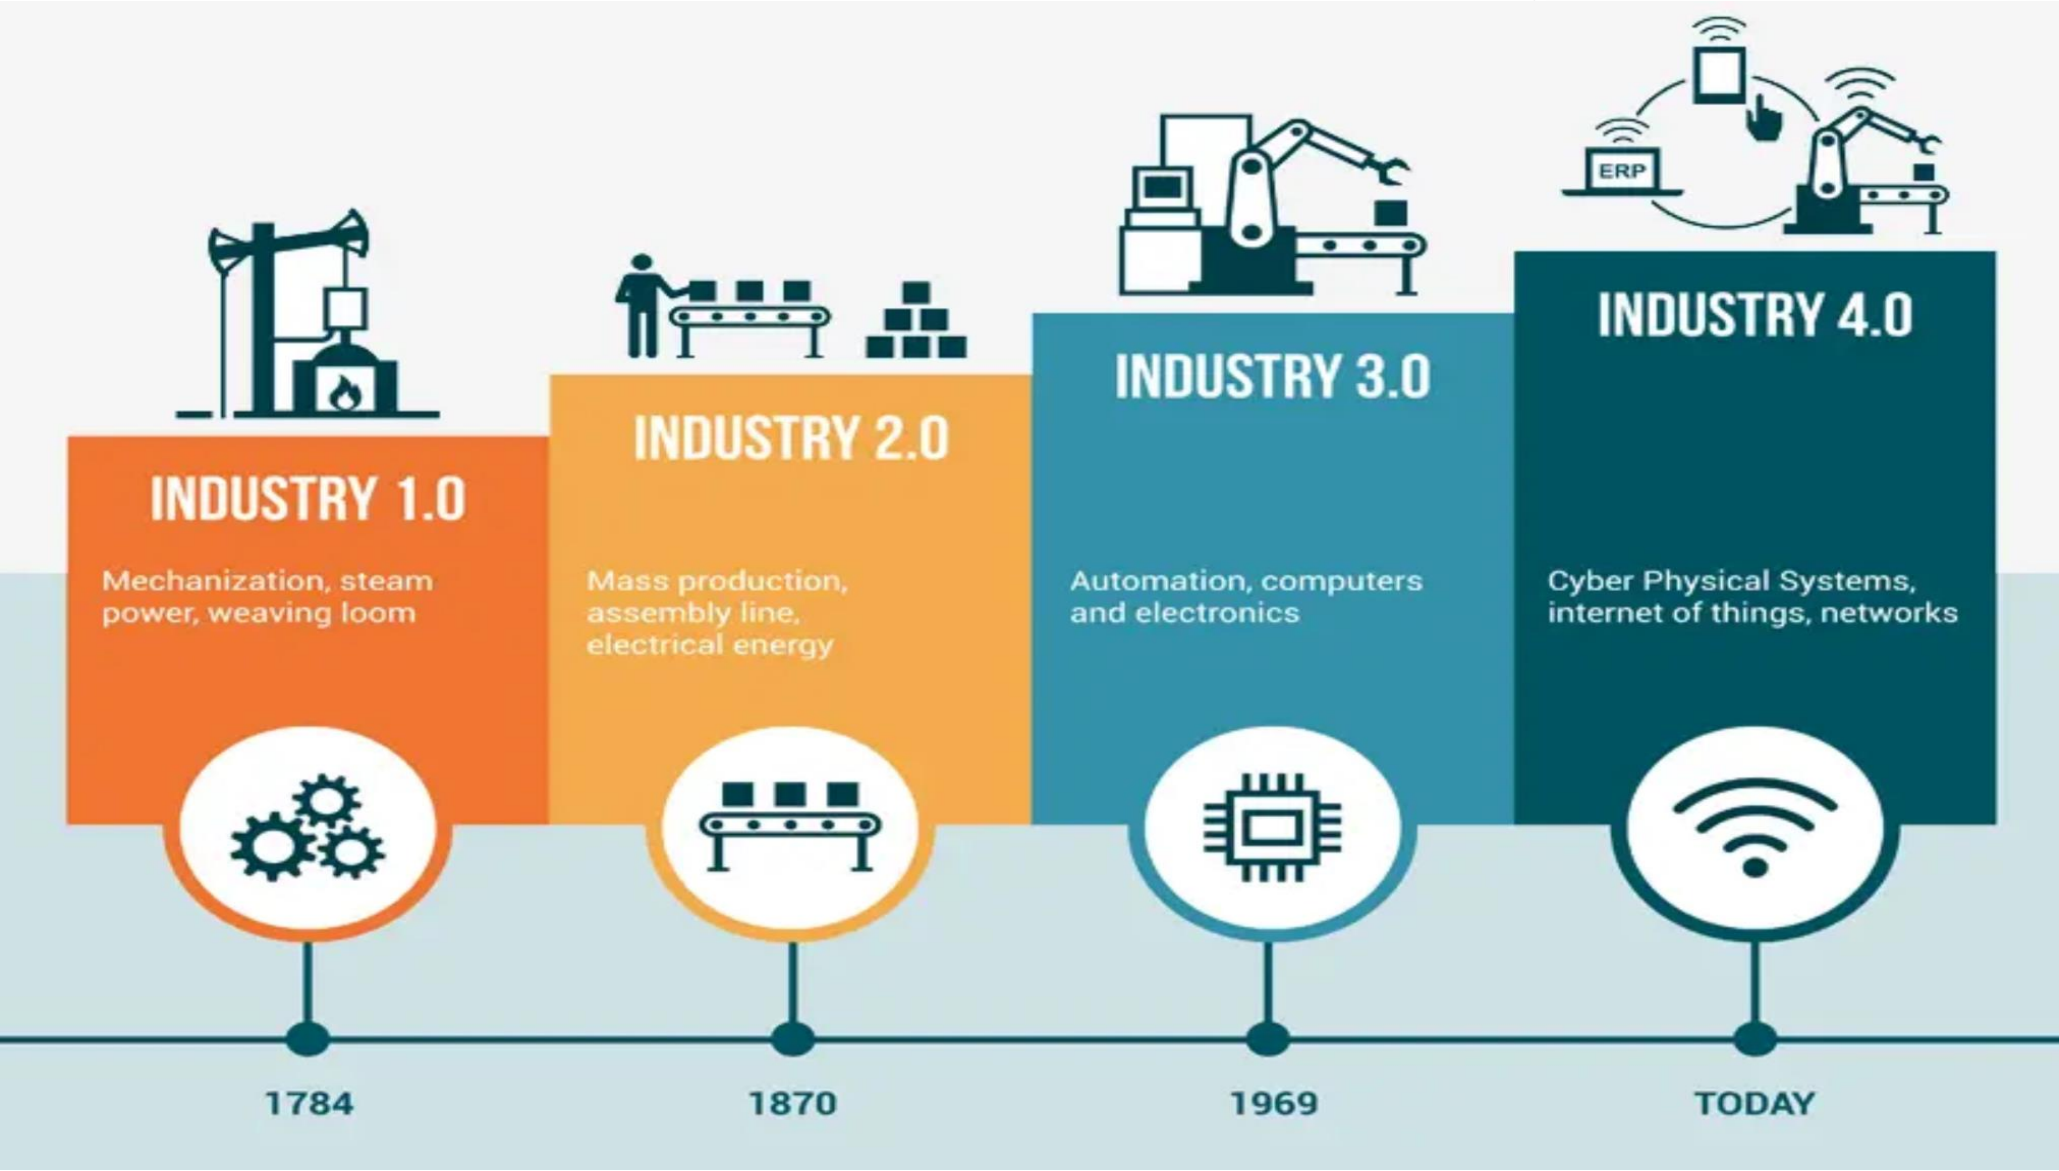 ERP
INDUSTRY 1.0
Mechanization, steam
power, weaving loom
INDUSTRY 2.0
Mass production,
assembly line,
electrical energy
INDUSTRY 3.0
Automation, computers
and electronics
INDUSTRY 4.0
Cyber Physical Systems,
internet of things, networks
1784
1870
1969
TODAY